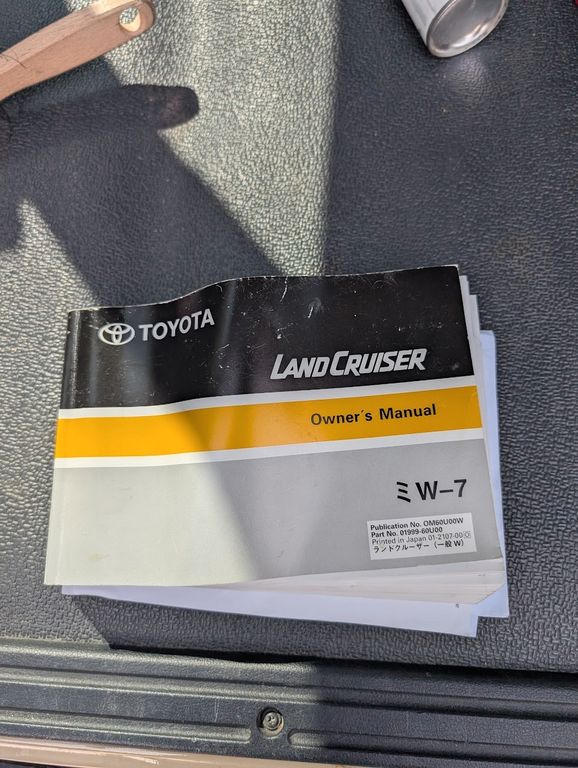 TOYOTA
LAND CRUISER
Owner's Manual
ミ W-7
Publication No. OM60U00W
Part No. 01999-60U00
Printed in Japan 01-2107-00 Ⓞ
ランドクルーザー (一般 W)